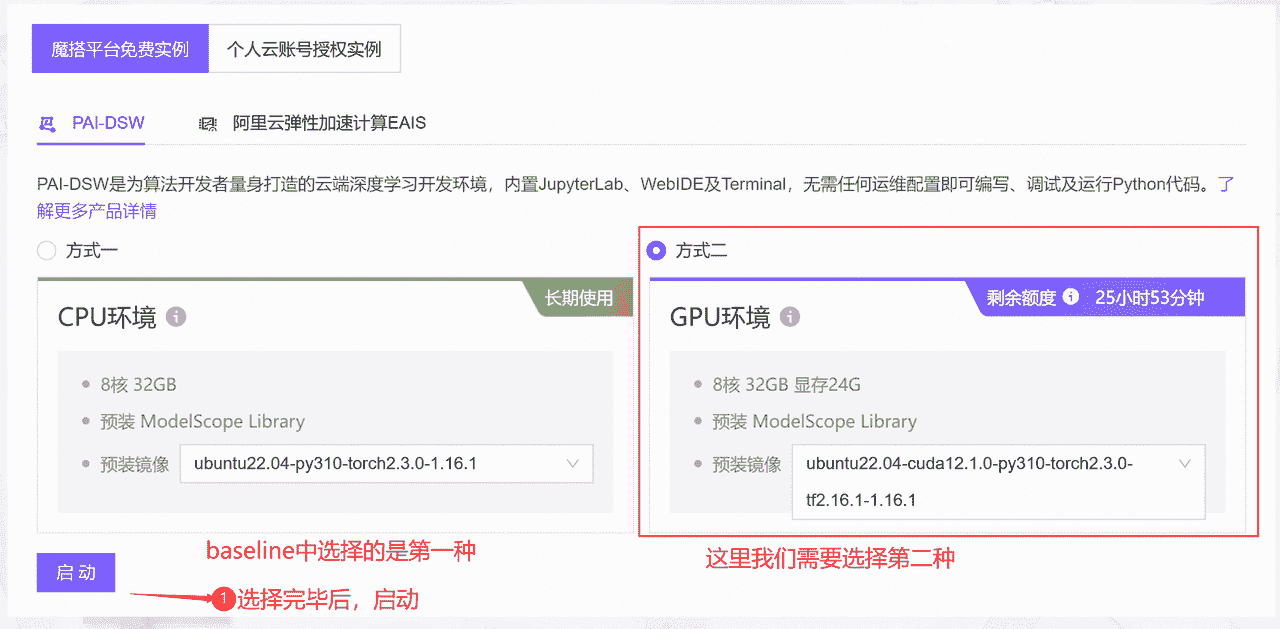 魔搭平台免费实例 个人云账号授权实例
PAI-DSW 阿里云弹性加速计算EAIS
PAI-DSW是为算法开发者量身打造的云端深度学习开发环境，内置JupyterLab、WebIDE及Terminal，无需任何运维配置即可编写、调试及运行Python代码。了
解更多产品详情
方式一
长期使用
CPU环境
8核 32GB
预装 ModelScope Library
预装镜像 ubuntu22.04-py310-torch2.3.0-1.16.1
方式二
剩余额度 25小时53分钟
GPU环境
8核 32GB 显存24G
预装 ModelScope Library
预装镜像 ubuntu22.04-cuda12.1.0-py310-torch2.3.0-
tf2.16.1-1.16.1
baseline中选择的是第一种
这里我们需要选择第二种
启动
1 选择完毕后，启动